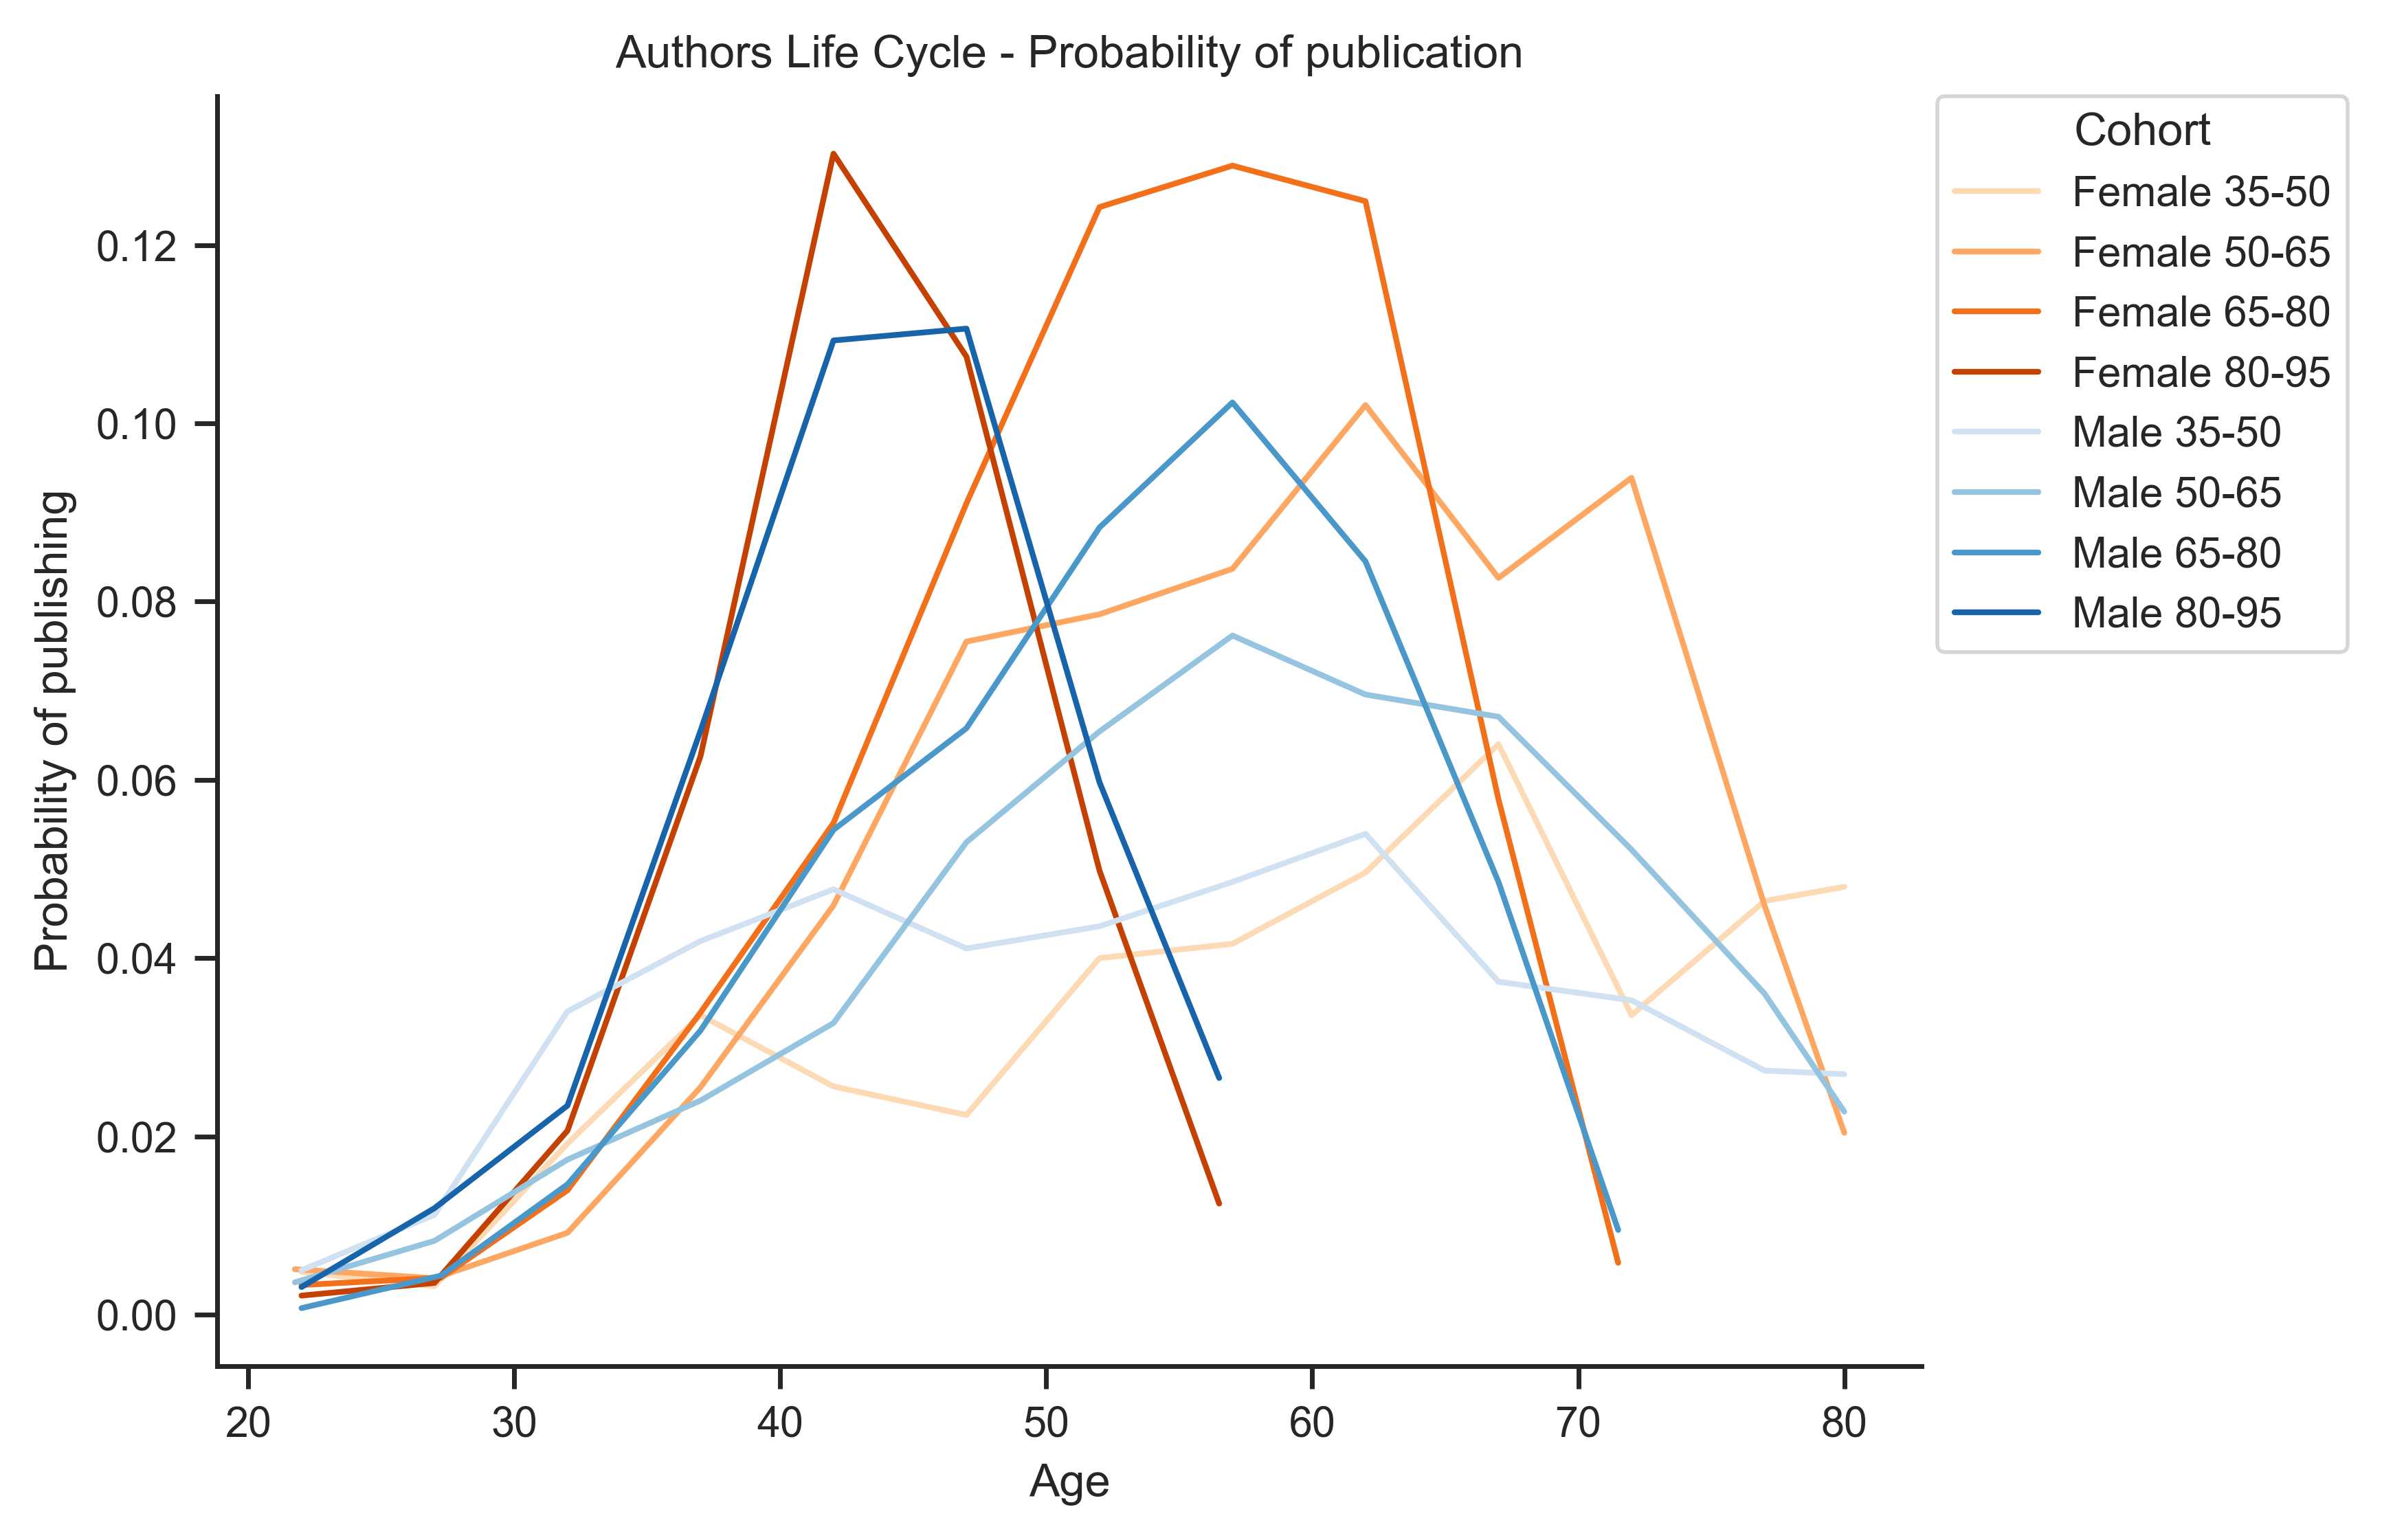 Authors Life Cycle - Probability of publication
Probability of publishing
0.12
0.10
0.08
0.06
0.04
0.02
0.00
20 30 40 50 60 70 80
Age
Cohort
Female 35-50
Female 50-65
Female 65-80
Female 80-95
Male 35-50
Male 50-65
Male 65-80
Male 80-95